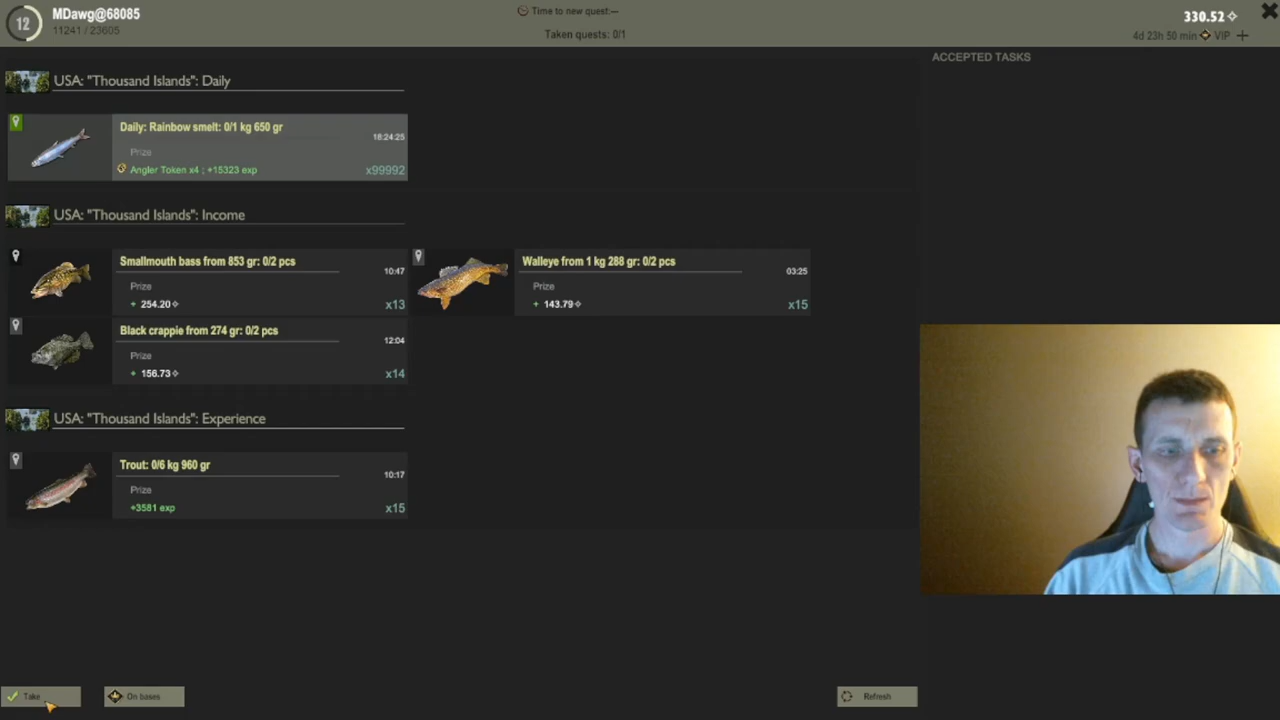 12
MDawg@68085
11241 / 23605
Time to new quest:—
Taken quests: 0/1
330.52
4d 23h 50 min VIP
ACCEPTED TASKS
USA: "Thousand Islands": Daily
Daily: Rainbow smelt: 0/1 kg 650 gr
18:24:25
Prize
Angler Token x4 ; +15323 exp
x99992
USA: "Thousand Islands": Income
Smallmouth bass from 853 gr: 0/2 pcs
10:47
Prize
+ 254.20
x13
Walleye from 1 kg 288 gr: 0/2 pcs
03:25
Prize
+ 143.79
x15
Black crappie from 274 gr: 0/2 pcs
12:04
Prize
+ 156.73
x14
USA: "Thousand Islands": Experience
Trout: 0/6 kg 960 gr
10:17
Prize
+3581 exp
x15
Take
On bases
Refresh